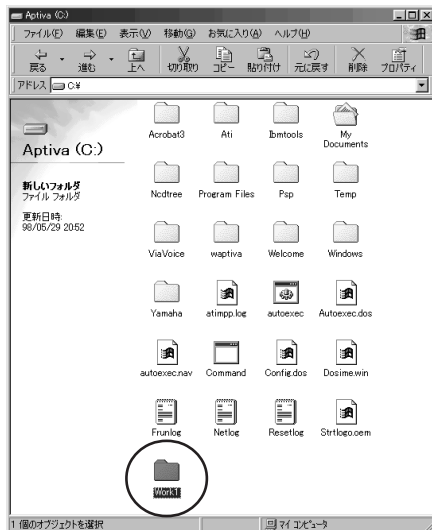 Aptiva (C:)
ファイル(F) 編集(E) 表示(V) 移動(G) お気に入り(A) ヘルプ(H)
戻る 進む 上へ 切り取り コピー 貼り付け 元に戻す 削除 プロパティ
アドレス C:¥
Aptiva (C:)
新しいフォルダ
ファイル フォルダ
更新日時:
98/05/29 20:52
Acrobat3 Ati Ibmtools My Documents
Ncdtree Program Files Psp Temp
ViaVoice waptiva Welcome Windows
Yamaha atimpp.log autoexec Autoexec.dos
autoexec.nav Command Config.dos Dosime.win
Frunlog Netlog Resetlog Strtlogo.oem
Work1
1 個のオブジェクトを選択 マイ コンピュータ